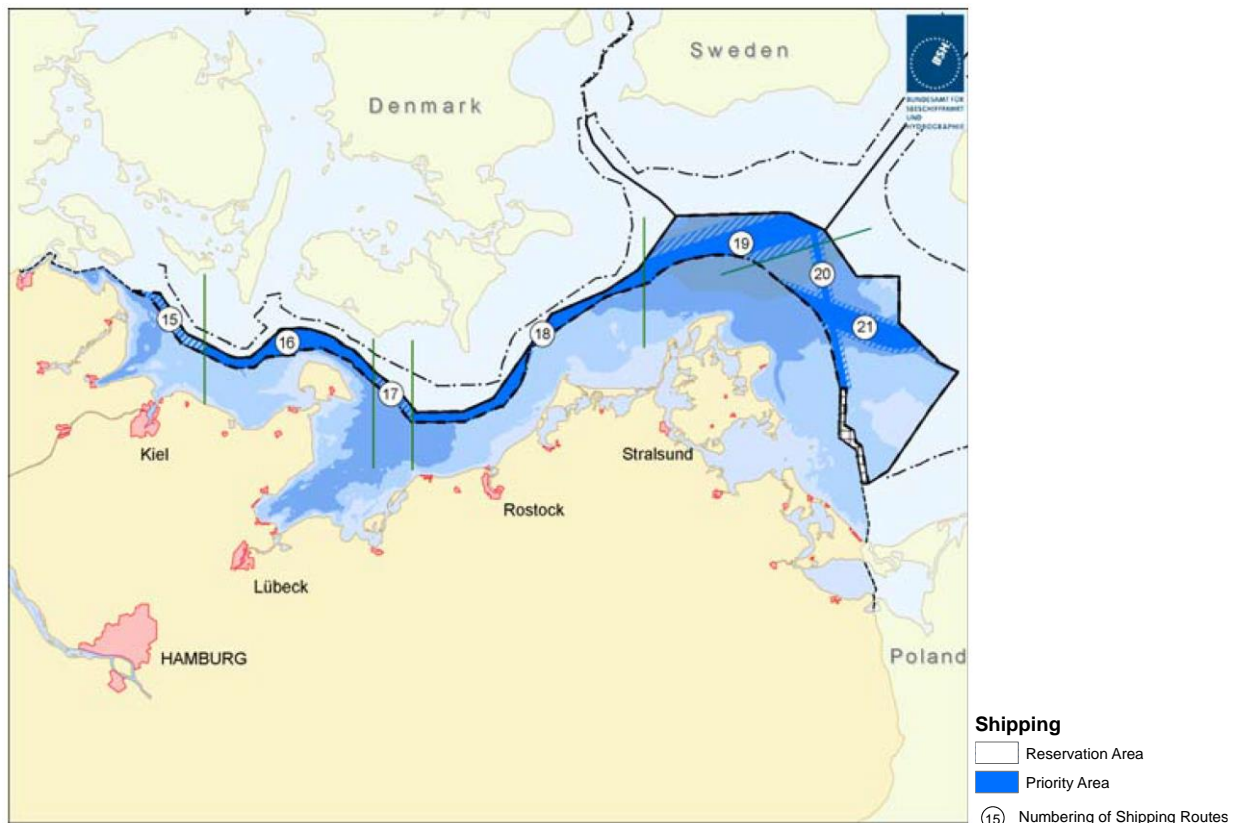 Sweden
BSH
BUNDESAMT FÜR
SEESCHIFFFAHRT
UND
HYDROGRAPHIE
Denmark
19
20
15
21
16
18
17
Kiel
Stralsund
Rostock
Lübeck
HAMBURG
Poland
Shipping
Reservation Area
Priority Area
15 Numbering of Shipping Routes